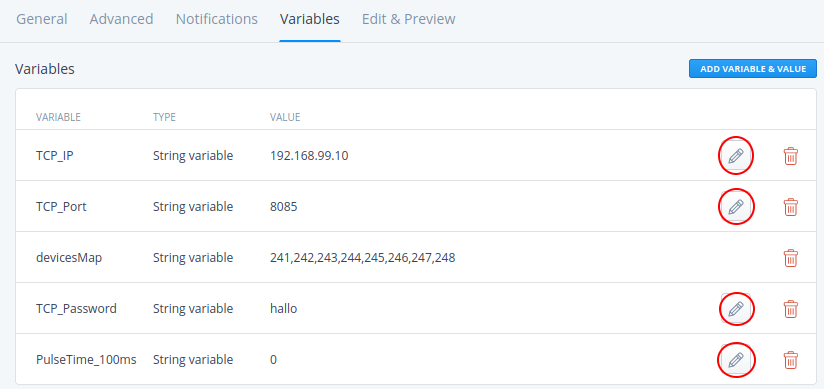 General Advanced Notifications Variables Edit & Preview
Variables ADD VARIABLE & VALUE
VARIABLE TYPE VALUE
TCP_IP String variable 192.168.99.10
TCP_Port String variable 8085
devicesMap String variable 241,242,243,244,245,246,247,248
TCP_Password String variable hallo
PulseTime_100ms String variable 0